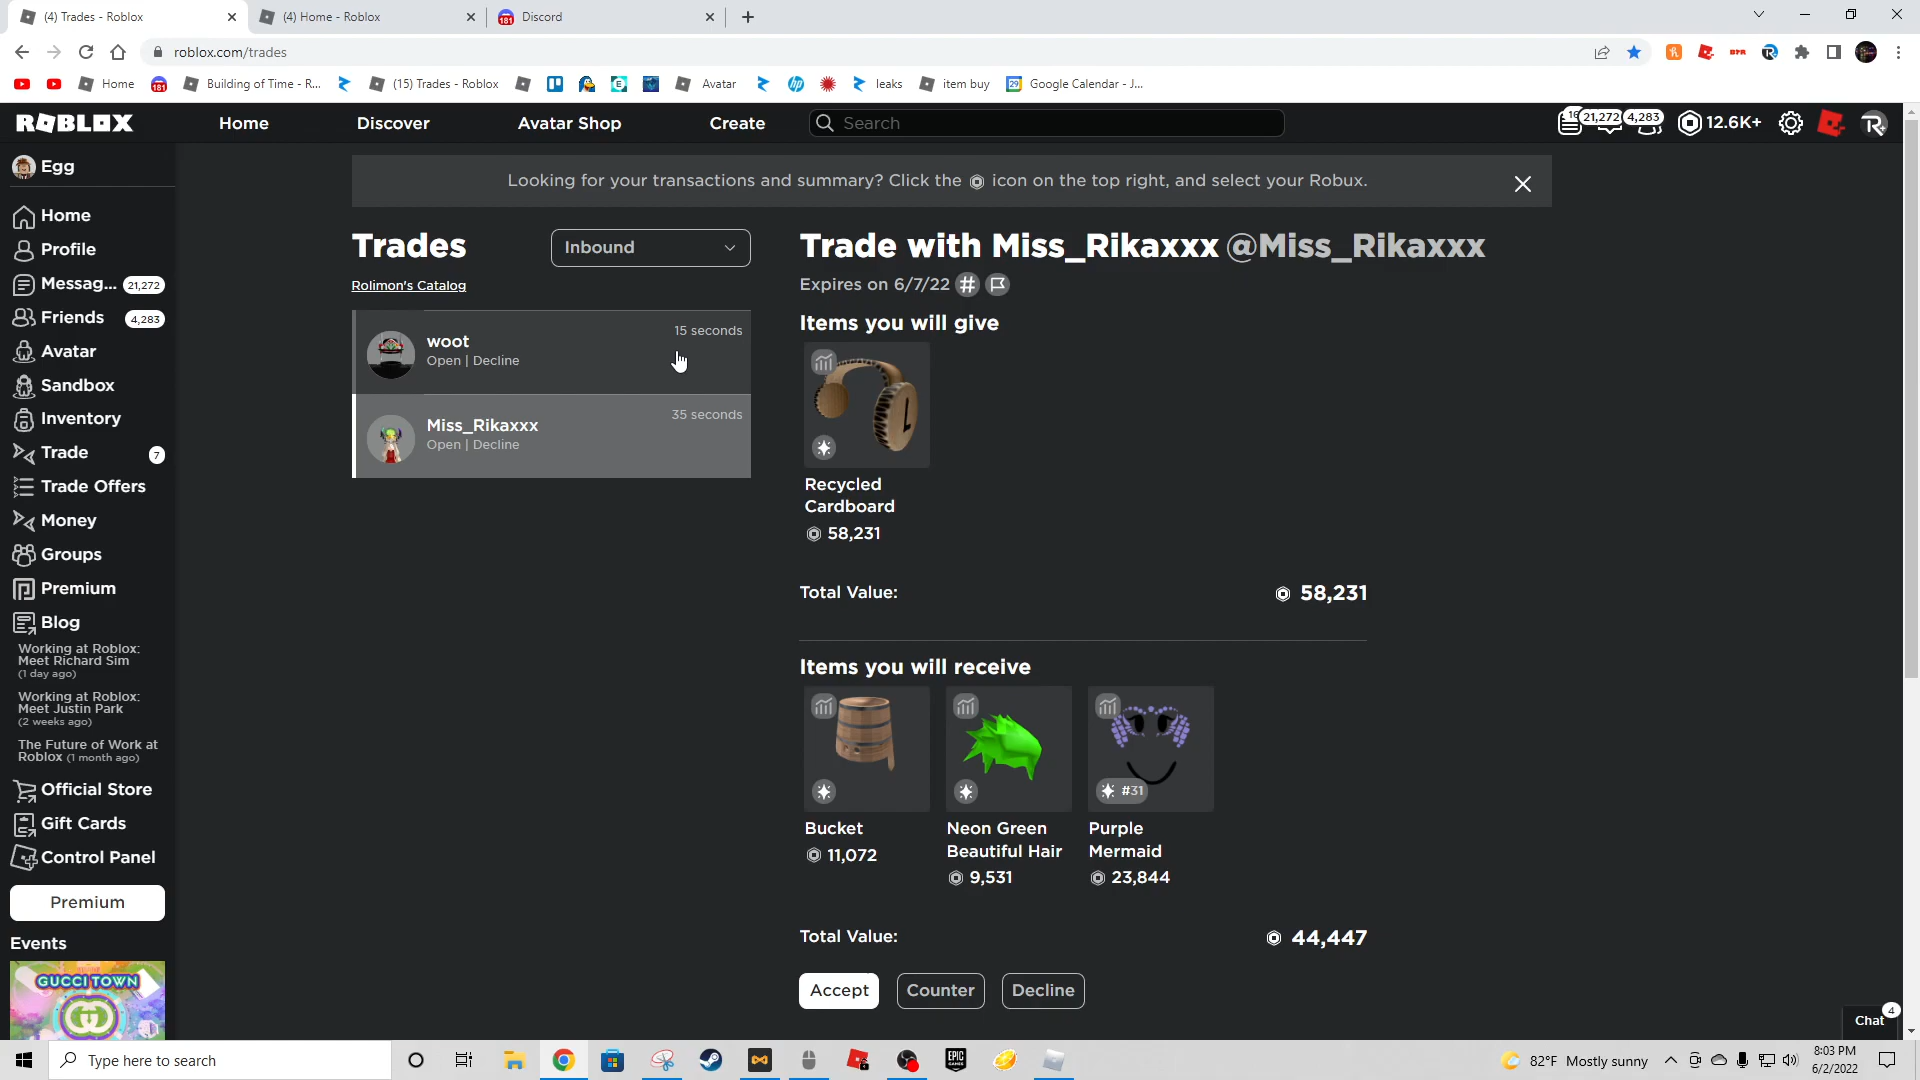 (4) Trades - Roblox
(4) Home - Roblox
181
Discord
roblox.com/trades
Home
181
Building of Time - R...
(15) Trades - Roblox
Avatar
leaks
item buy
29
Google Calendar - J...
ROBLOX
Home
Discover
Avatar Shop
Create
Search
21,272
4,283
12.6K+
Egg
Looking for your transactions and summary? Click the icon on the top right, and select your Robux.
Home
Profile
Messag... 21,272
Friends 4,283
Avatar
Sandbox
Inventory
Trade 7
Trade Offers
Money
Groups
Premium
Blog
Working at Roblox:
Meet Richard Sim
(1 day ago)
Working at Roblox:
Meet Justin Park
(2 weeks ago)
The Future of Work at
Roblox (1 month ago)
Official Store
Gift Cards
Control Panel
Premium
Events
GUCCI TOWN
Trades
Inbound
Rolimon's Catalog
woot
15 seconds
Open | Decline
Miss_Rikaxxx
35 seconds
Open | Decline
Trade with Miss_Rikaxxx @Miss_Rikaxxx
Expires on 6/7/22
Items you will give
L
Recycled
Cardboard
58,231
Total Value:
58,231
Items you will receive
#31
Bucket
11,072
Neon Green
Beautiful Hair
9,531
Purple
Mermaid
23,844
Total Value:
44,447
Accept
Counter
Decline
Chat
4
Type here to search
EPIC
GAMES
82°F Mostly sunny
8:03 PM
6/2/2022